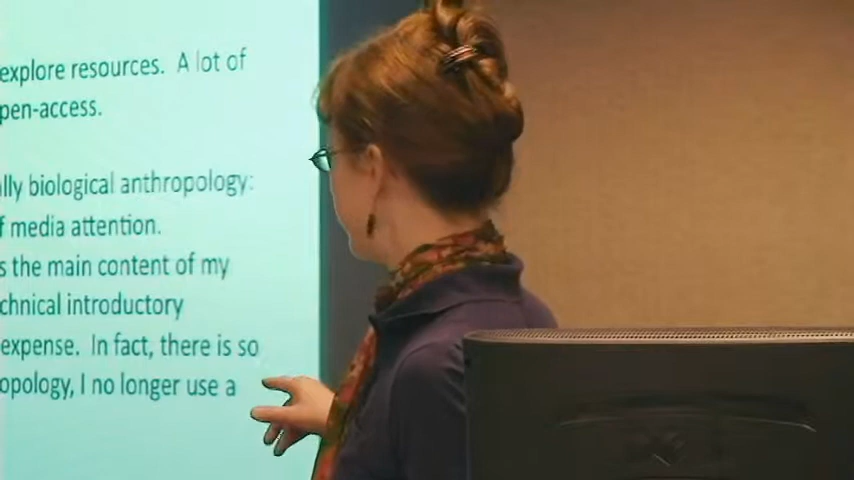 explore resources. A lot of
pen-access.
lly biological anthropology:
f media attention.
s the main content of my
chnical introductory
expense. In fact, there is so
opology, I no longer use a